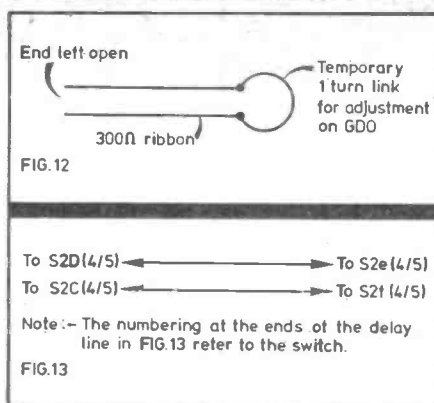 End left open
Temporary
1 turn link
for adjustment
on GDO
300Ω ribbon
FIG.12
To S2D(4/5) To S2e(4/5)
To S2C(4/5) To S2f(4/5)
Note:- The numbering at the ends of the delay
line in FIG.13 refer to the switch.
FIG.13